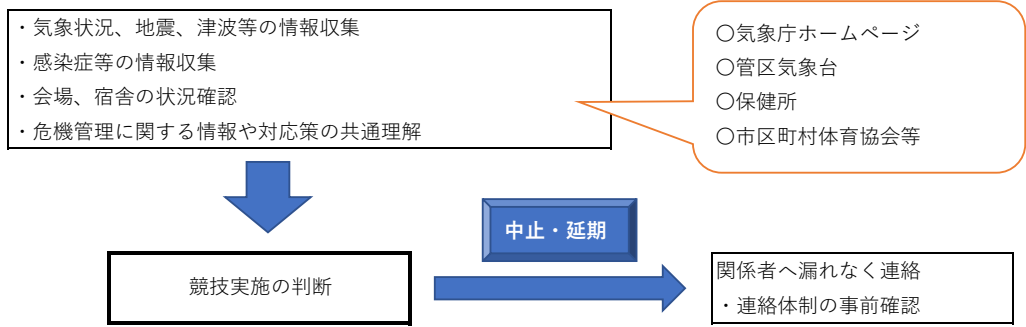 ・気象状況、地震、津波等の情報収集
・感染症等の情報収集
・会場、宿舎の状況確認
・危機管理に関する情報や対応策の共通理解
〇気象庁ホームページ
〇管区気象台
〇保健所
〇市区町村体育協会等
中止・延期
競技実施の判断
関係者へ漏れなく連絡
・連絡体制の事前確認